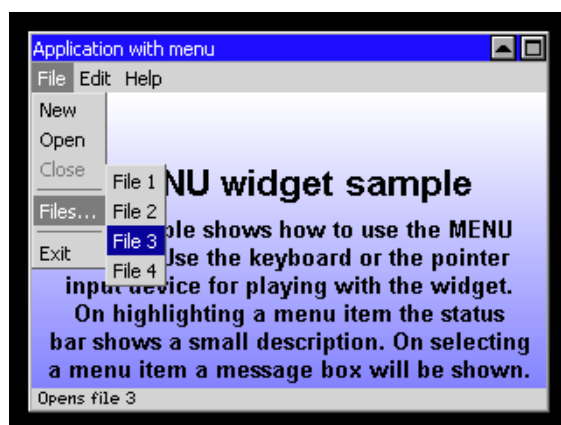 Application with menu
File Edit Help
New
Open
Close
Files...
Exit
File 1
File 2
File 3
File 4
NU widget sample
ple shows how to use the MENU
Use the keyboard or the pointer
input device for playing with the widget.
On highlighting a menu item the status
bar shows a small description. On selecting
a menu item a message box will be shown.
Opens file 3